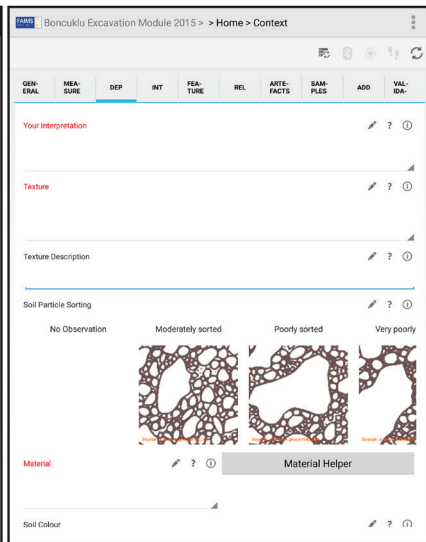 FAIMS Boncuklu Excavation Module 2015 > > Home > Context
GEN-ERAL MEA-SURE DEP INT FEA-TURE REL ARTE-FACTS SAM-PLES ADD VAL-IDA-
Your Interpretation ?
Texture ?
Texture Description ?
Soil Particle Sorting ?
No Observation Moderately sorted Poorly sorted Very poorly
Material ? Material Helper
Soil Colour ?